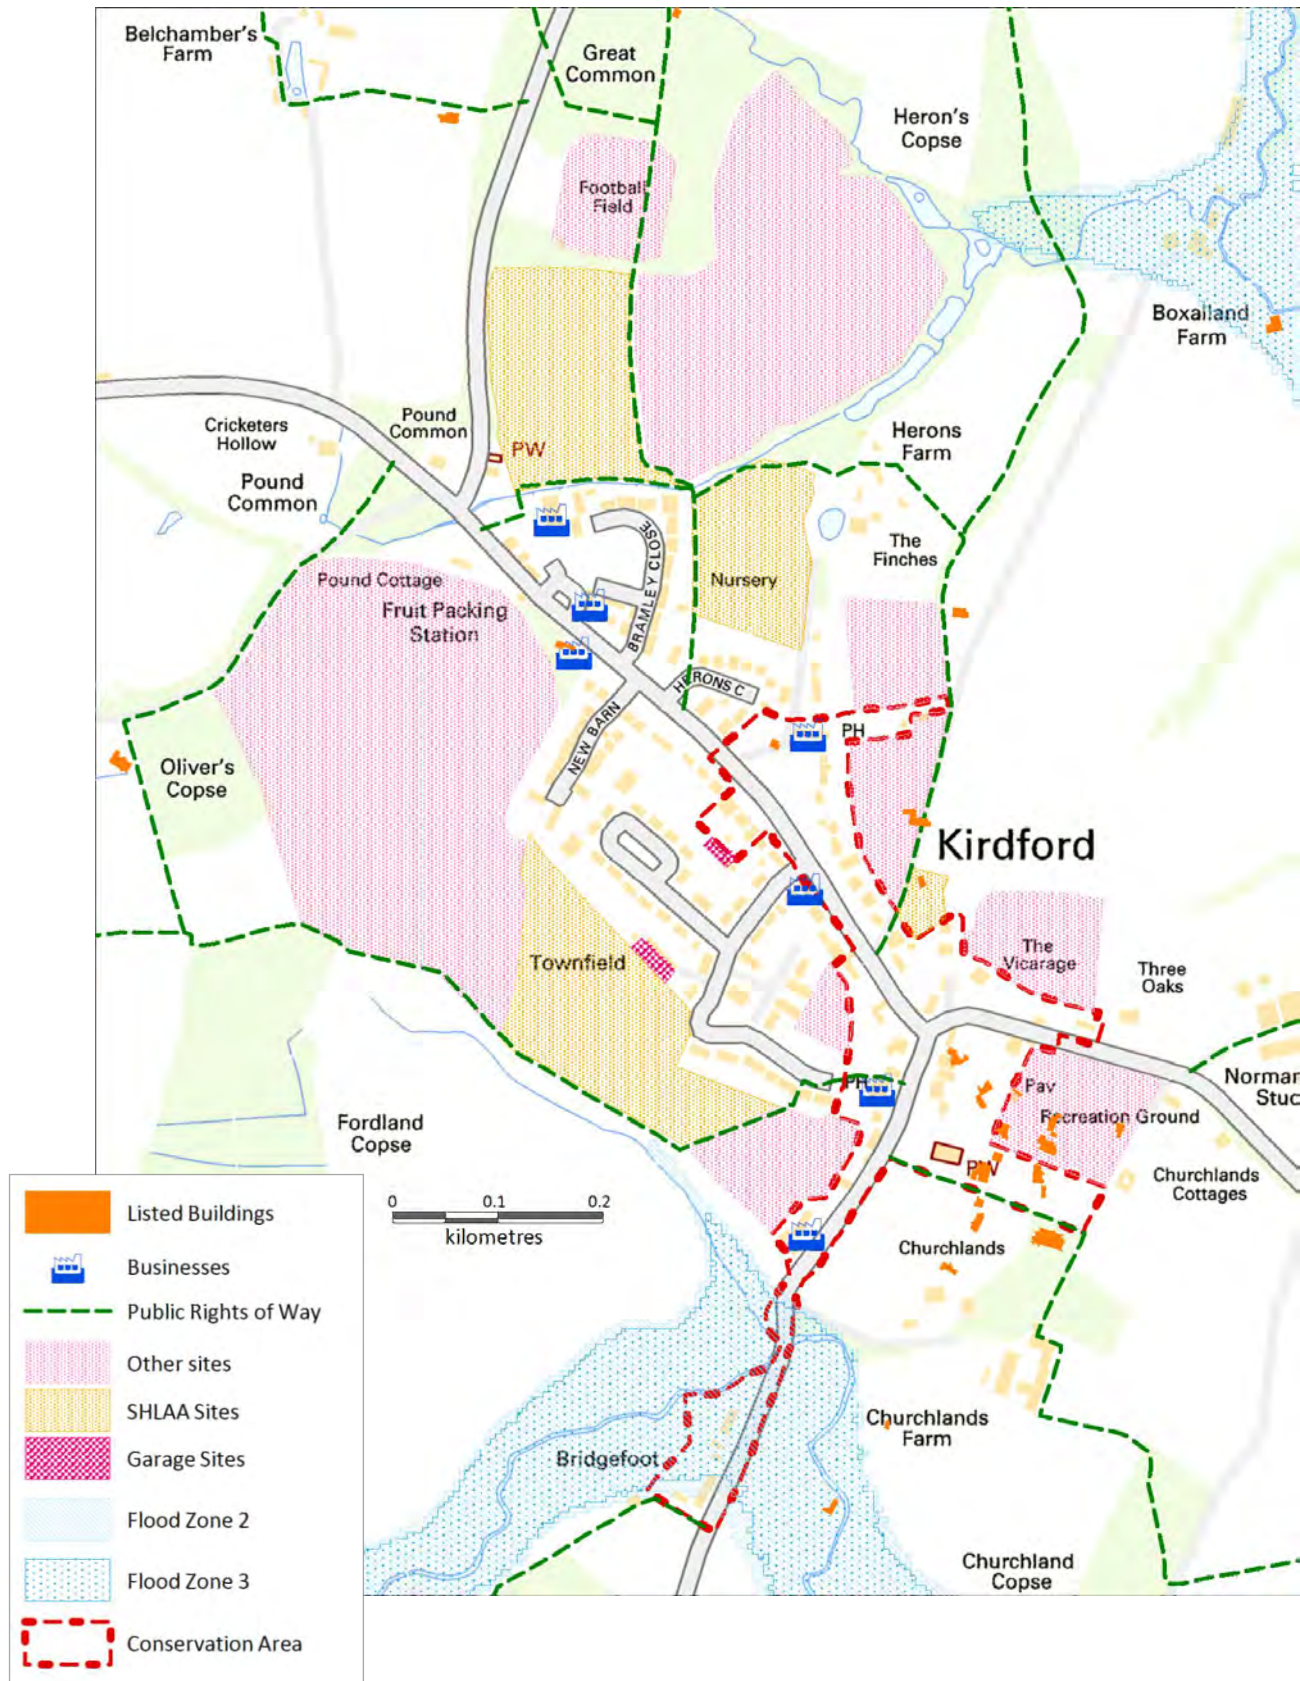 Belchamber's
Farm
Great
Common
Heron's
Copse
Football
Field
Boxalland
Farm
Cricketers
Hollow
Pound
Common
PW
Herons
Farm
Pound
Common
The
Finches
BRAMLEY CLOSE
Nursery
Pound Cottage
Fruit Packing
Station
HERONS C
NEW BARN
PH
Oliver's
Copse
Kirdford
Townfield
The
Vicarage
Three
Oaks
PH
Pav
Recreation Ground
Norman
Stuc
Fordland
Copse
PW
Churchlands
Cottages
0 0.1 0.2
kilometres
Churchlands
Churchlands
Farm
Bridgefoot
Churchland
Copse
Listed Buildings
Businesses
Public Rights of Way
Other sites
SHLAA Sites
Garage Sites
Flood Zone 2
Flood Zone 3
Conservation Area